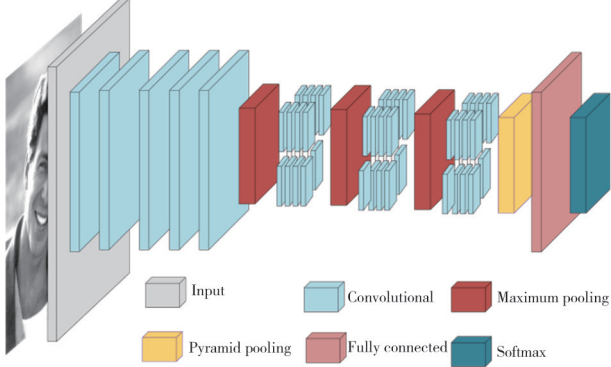 Input
Convolutional
Maximum pooling
Pyramid pooling
Fully connected
Softmax